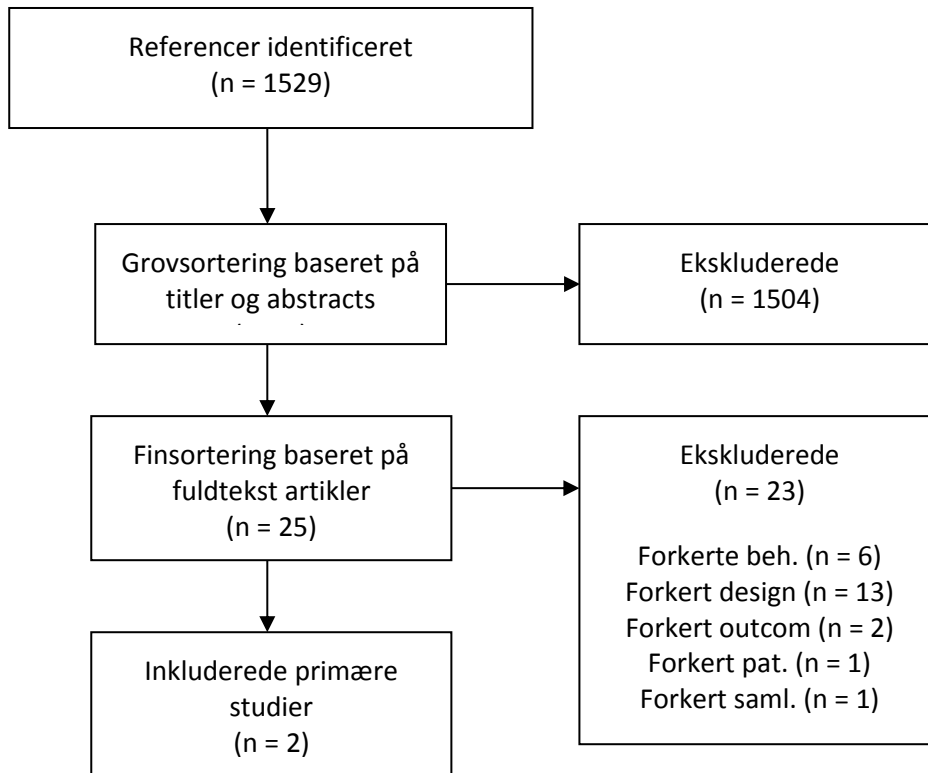 Referencer identificeret
(n = 1529)
Grovsortering baseret på
titler og abstracts
Ekskluderede
(n = 1504)
Finsortering baseret på
fuldtekst artikler
(n = 25)
Ekskluderede
(n = 23)
Forkerte beh. (n = 6)
Forkert design (n = 13)
Forkert outcom (n = 2)
Forkert pat. (n = 1)
Forkert saml. (n = 1)
Inkluderede primære
studier
(n = 2)